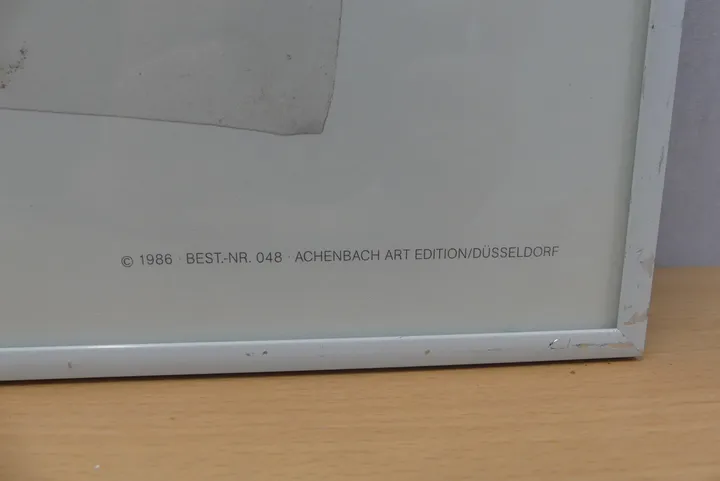 © 1986 · BEST.-NR. 048 · ACHENBACH ART EDITION/DÜSSELDORF